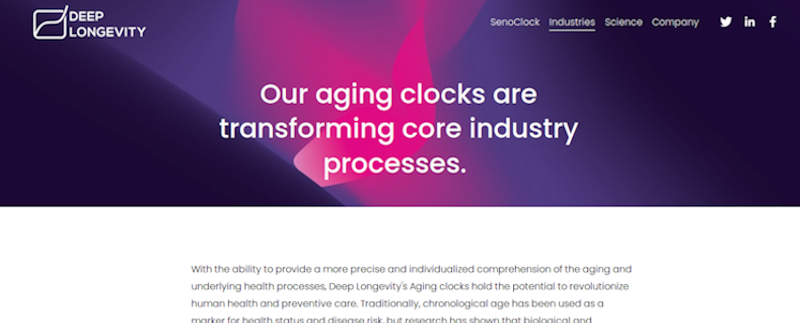 DEEP
LONGEVITY
SenoClock Industries Science Company
Our aging clocks are
transforming core industry
processes.
With the ability to provide a more precise and individualized comprehension of the aging and
underlying health processes, Deep Longevity's Aging clocks hold the potential to revolutionize
human health and preventive care. Traditionally, chronological age has been used as a
marker for health status and disease risk, but research has shown that biological and